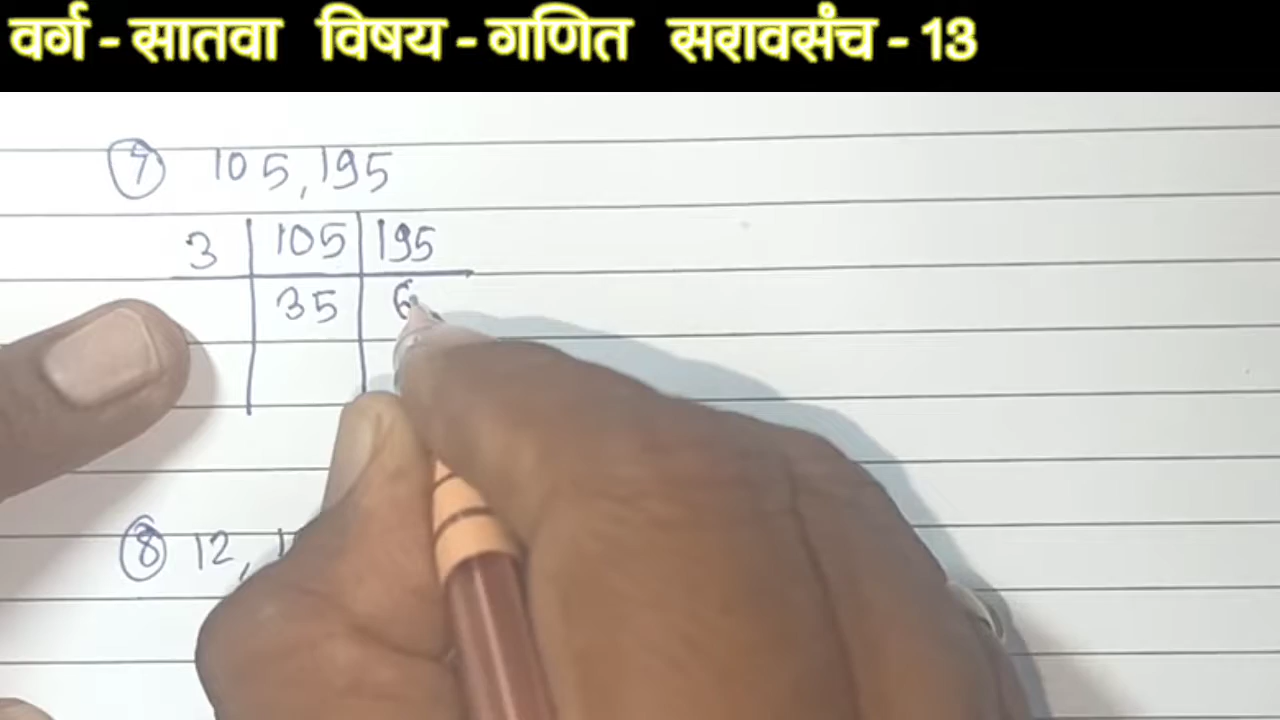 वर्ग - सातवा विषय - गणित सरावसंच - 13
7 105, 195
3 105 195
35 6
8 12,